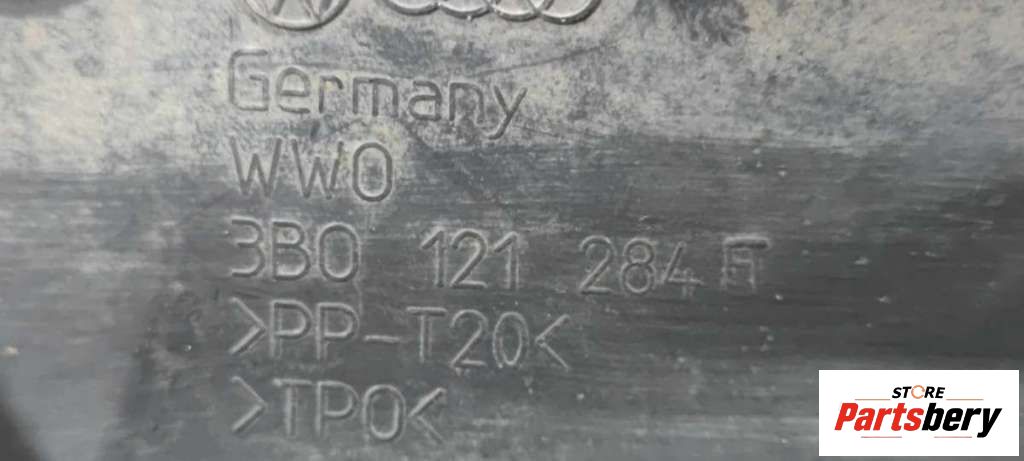 Germany
WWO
3B0 121 284 F
>PP-T20<
>TPO<
STORE
Partsbery